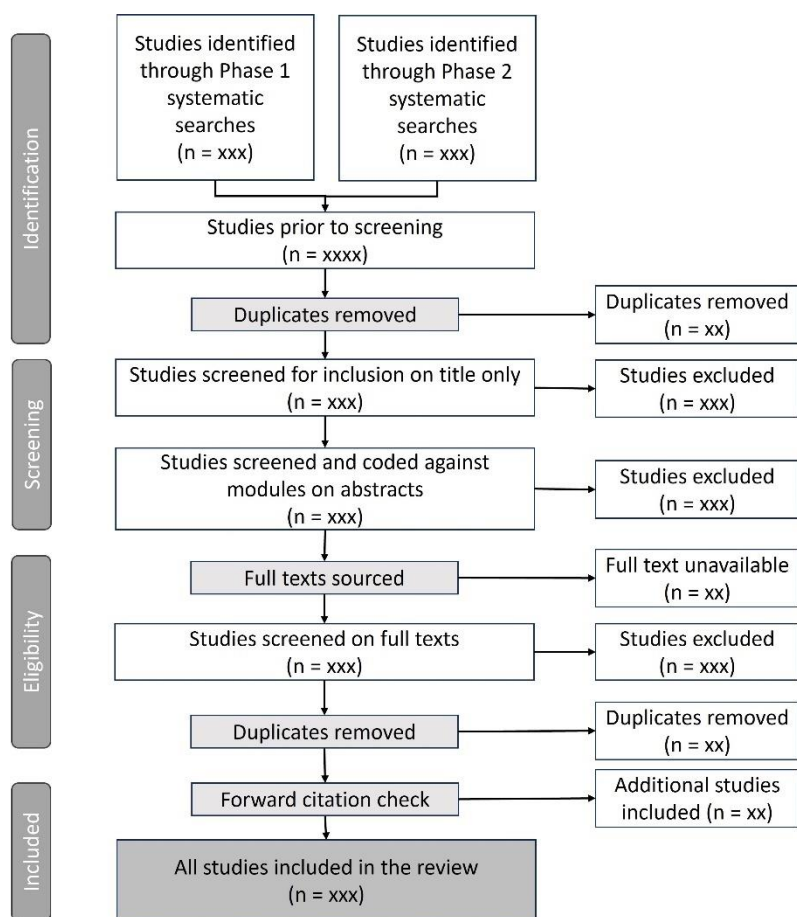 Identification
Studies identified
through Phase 1
systematic
searches
(n = xxx)
Studies identified
through Phase 2
systematic
searches
(n = xxx)
Studies prior to screening
(n = xxxx)
Duplicates removed
Duplicates removed
(n = xx)
Screening
Studies screened for inclusion on title only
(n = xxx)
Studies excluded
(n = xxx)
Studies screened and coded against
modules on abstracts
(n = xxx)
Studies excluded
(n = xxx)
Eligibility
Full texts sourced
Full text unavailable
(n = xx)
Studies screened on full texts
(n = xxx)
Studies excluded
(n = xxx)
Duplicates removed
Duplicates removed
(n = xx)
Included
Forward citation check
Additional studies
included (n = xx)
All studies included in the review
(n = xxx)